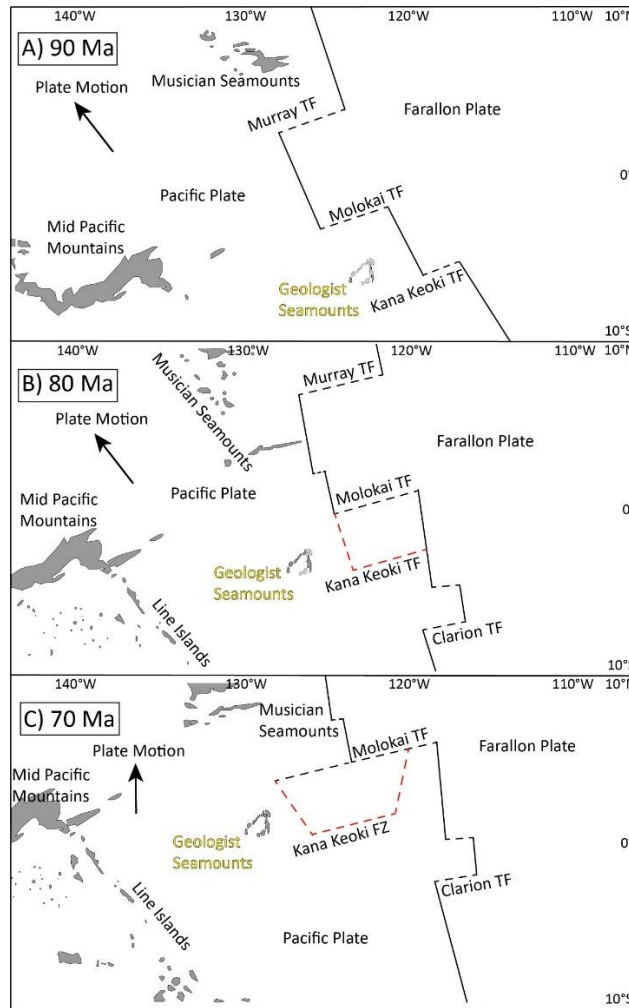 140°W 130°W 120°W 110°W 10°N
A) 90 Ma
Musician Seamounts
Plate Motion
Murray TF
Farallon Plate
0°
Pacific Plate
Molokai TF
Mid Pacific
Mountains
Geologist
Seamounts
Kana Keoki TF
10°S
140°W 130°W 120°W 110°W 10°N
B) 80 Ma
Musician Seamounts
Murray TF
Plate Motion
Farallon Plate
Pacific Plate
Mid Pacific
Mountains
Molokai TF
0°
Geologist
Seamounts
Kana Keoki TF
Line Islands
Clarion TF
10°S
140°W 130°W 120°W 110°W 10°N
C) 70 Ma
Musician
Seamounts
Plate Motion
Molokai TF
Farallon Plate
Mid Pacific
Mountains
Geologist
Seamounts
Kana Keoki FZ
0°
Line Islands
Clarion TF
Pacific Plate
10°S